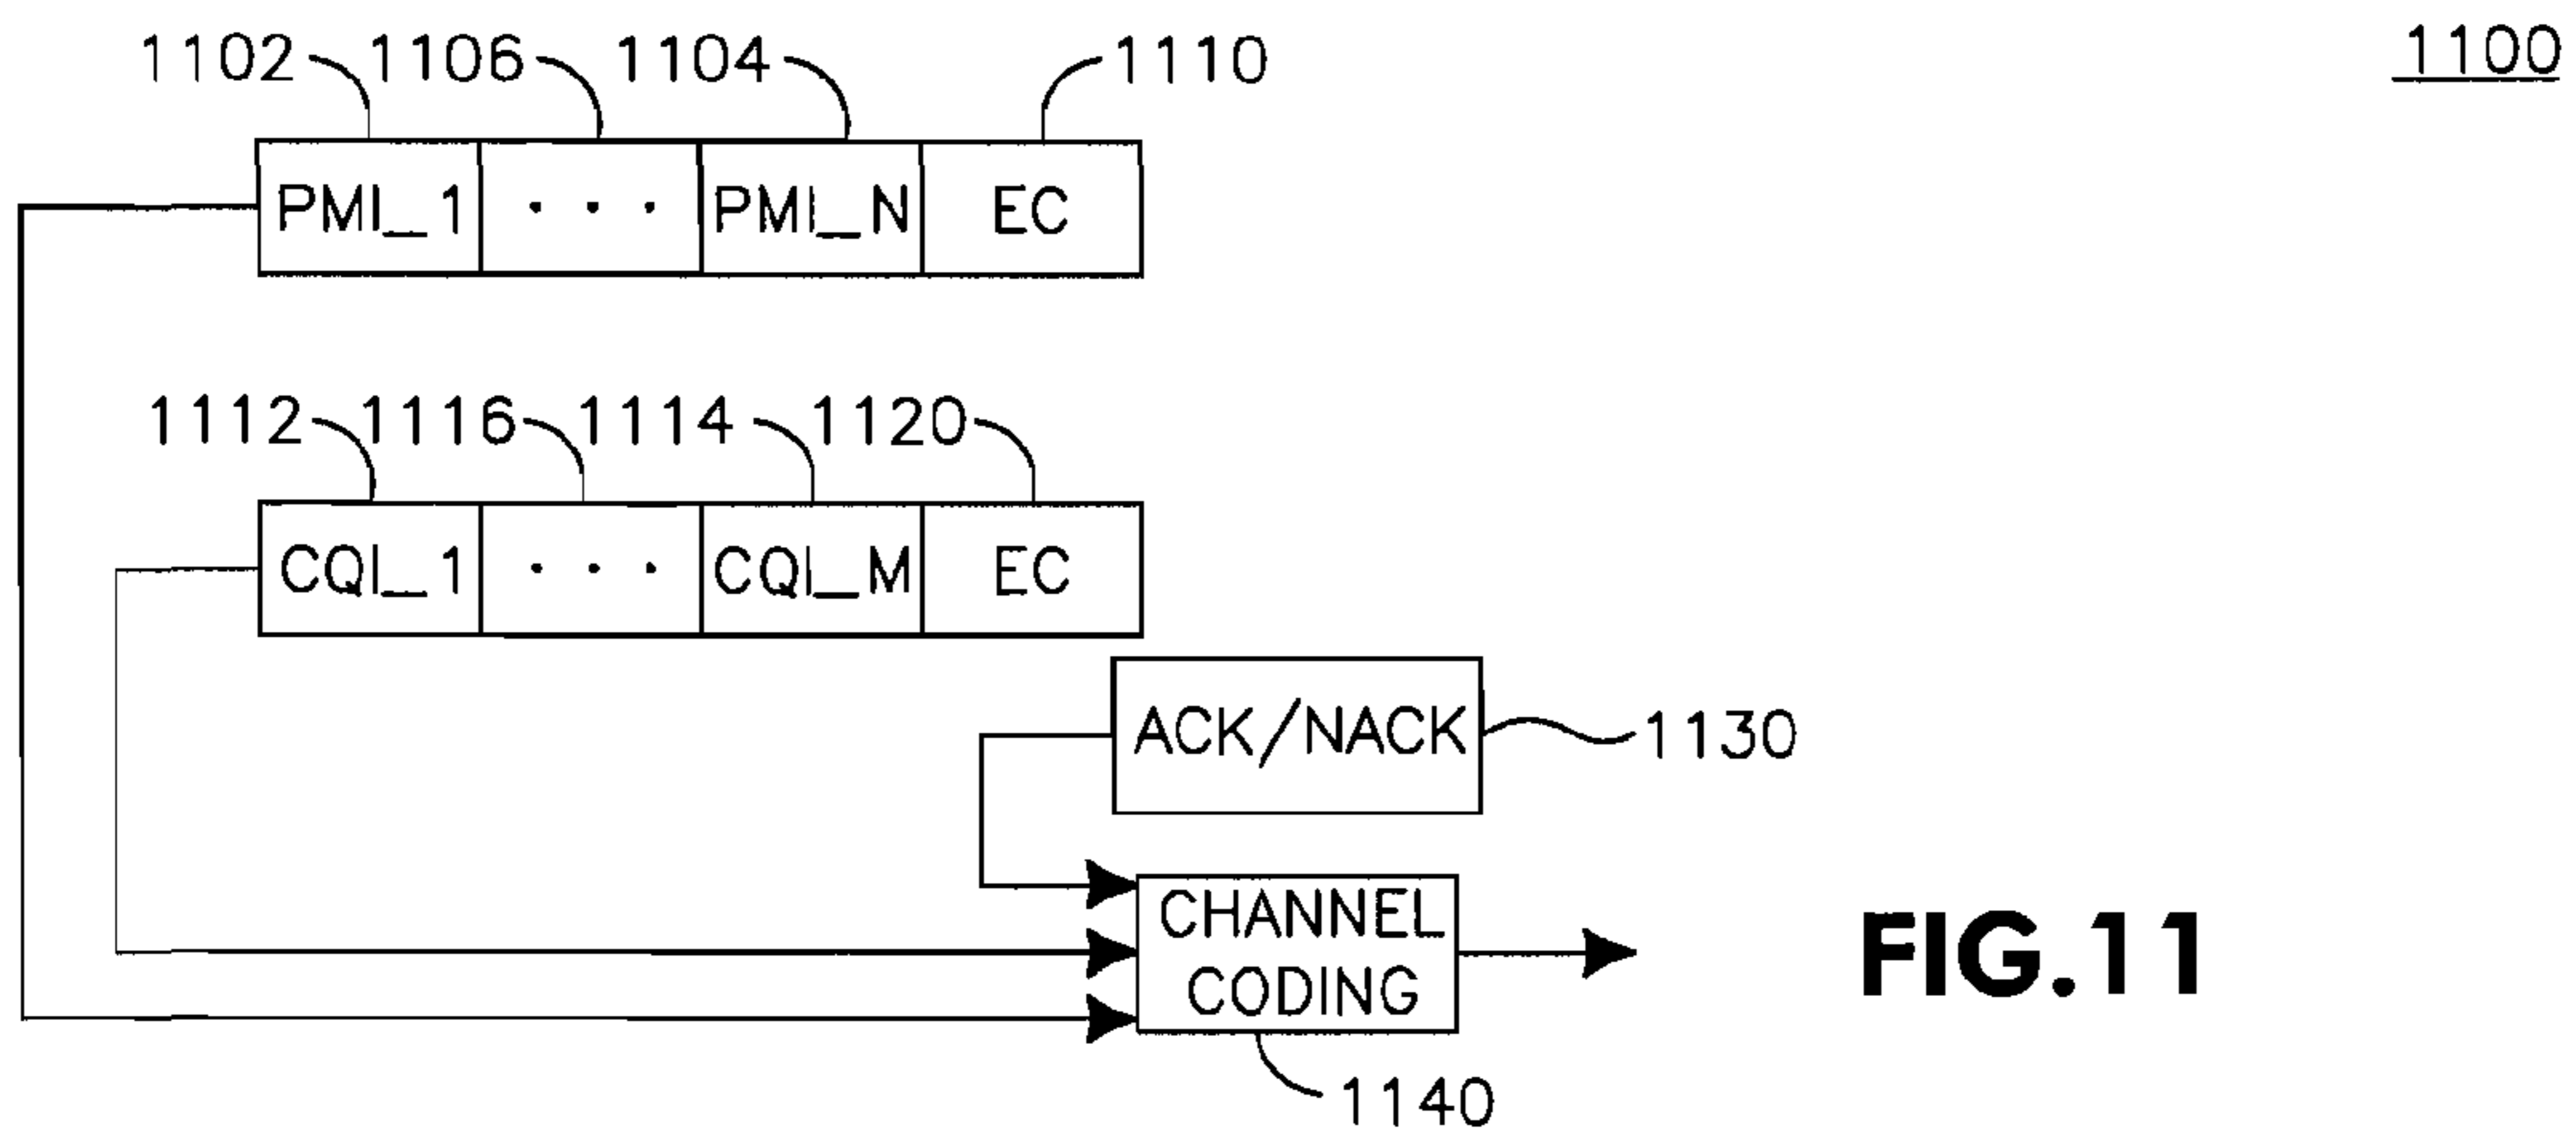 1102 1106 1104 1110 1100
PMI_1 . . . PMI_N EC
1112 1116 1114 1120
CQI_1 . . . CQI_M EC
ACK/NACK 1130
CHANNEL
CODING
FIG.11
1140